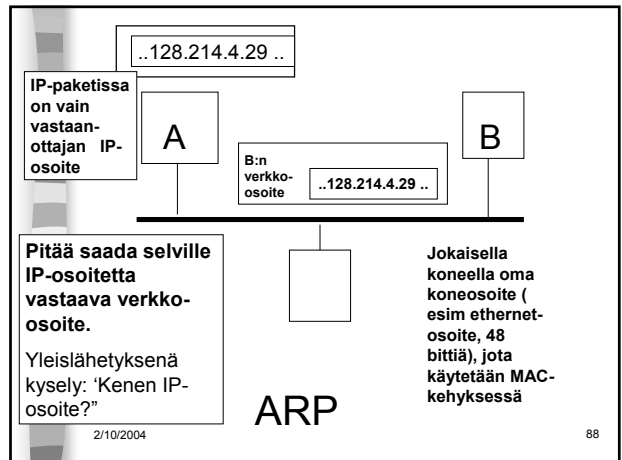 ..128.214.4.29 ..
IP-paketissa
on vain
vastaan-
ottajan IP-
osoite
A
B
B:n
verkko-
osoite
..128.214.4.29 ..
Pitää saada selville
IP-osoitetta
vastaava verkko-
osoite.
Yleislähetyksenä
kysely: ‘Kenen IP-
osoite?”
Jokaisella
koneella oma
koneosoite (
esim ethernet-
osoite, 48
bittiä), jota
käytetään MAC-
kehyksessä
ARP
2/10/2004
88